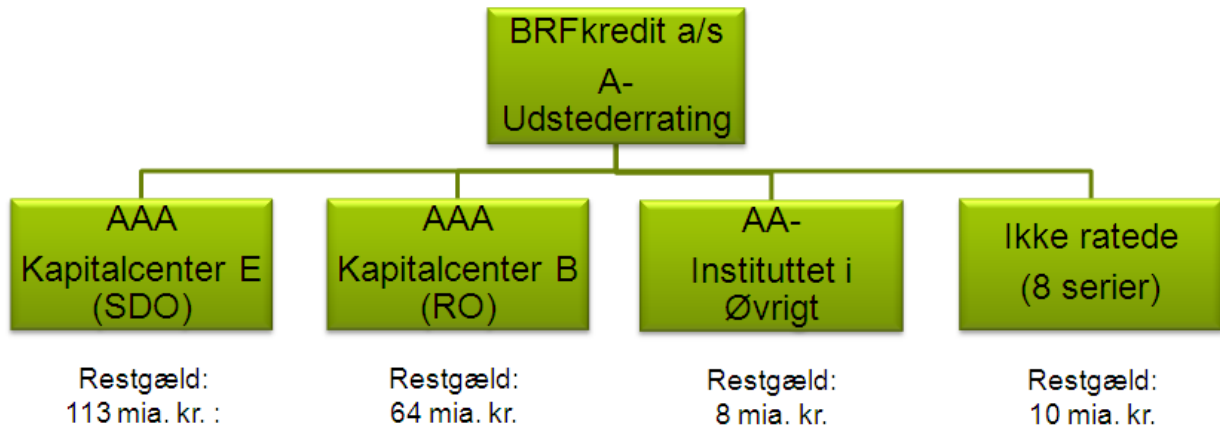 BRFkredit a/s
A-
Udstederrating
AAA
Kapitalcenter E
(SDO)
AAA
Kapitalcenter B
(RO)
AA-
Instituttet i
Øvrigt
Ikke ratede
(8 serier)
Restgæld:
113 mia. kr. :
Restgæld:
64 mia. kr.
Restgæld:
8 mia. kr.
Restgæld:
10 mia. kr.